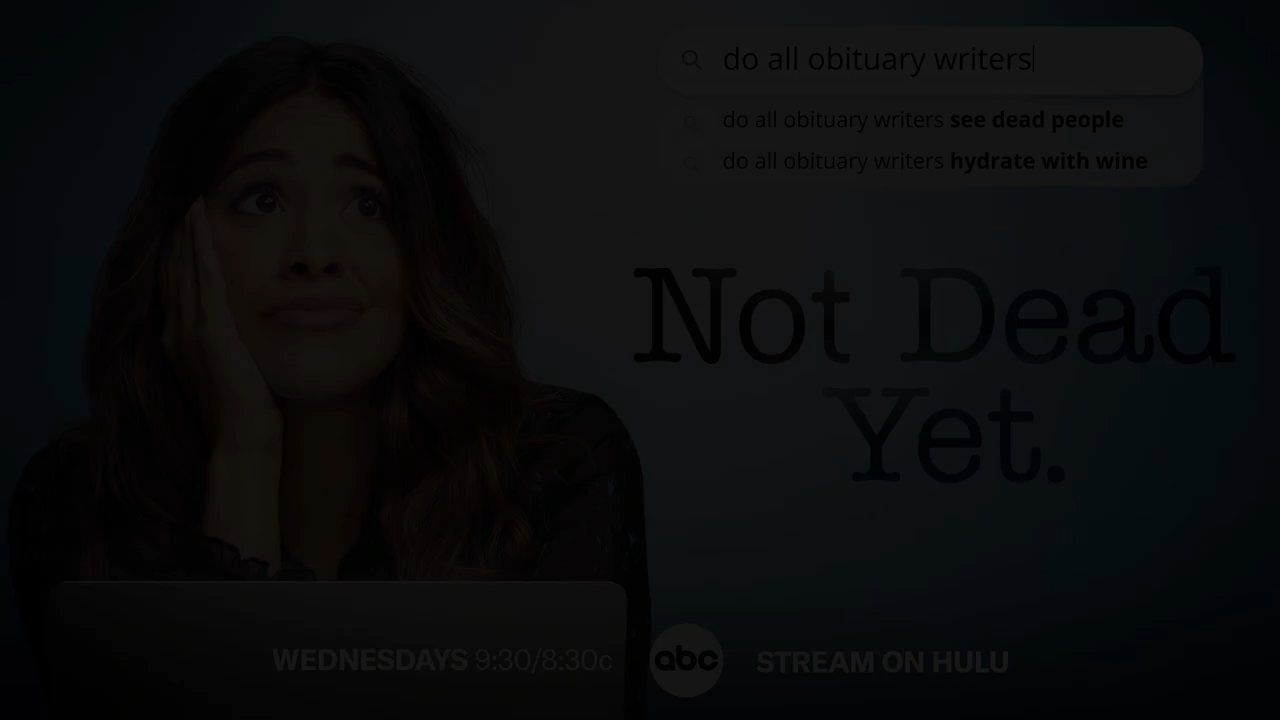 do all obituary writers
do all obituary writers see dead people
do all obituary writers hydrate with wine
Not Dead
Yet.
WEDNESDAYS 9:30/8:30c abc STREAM ON HULU